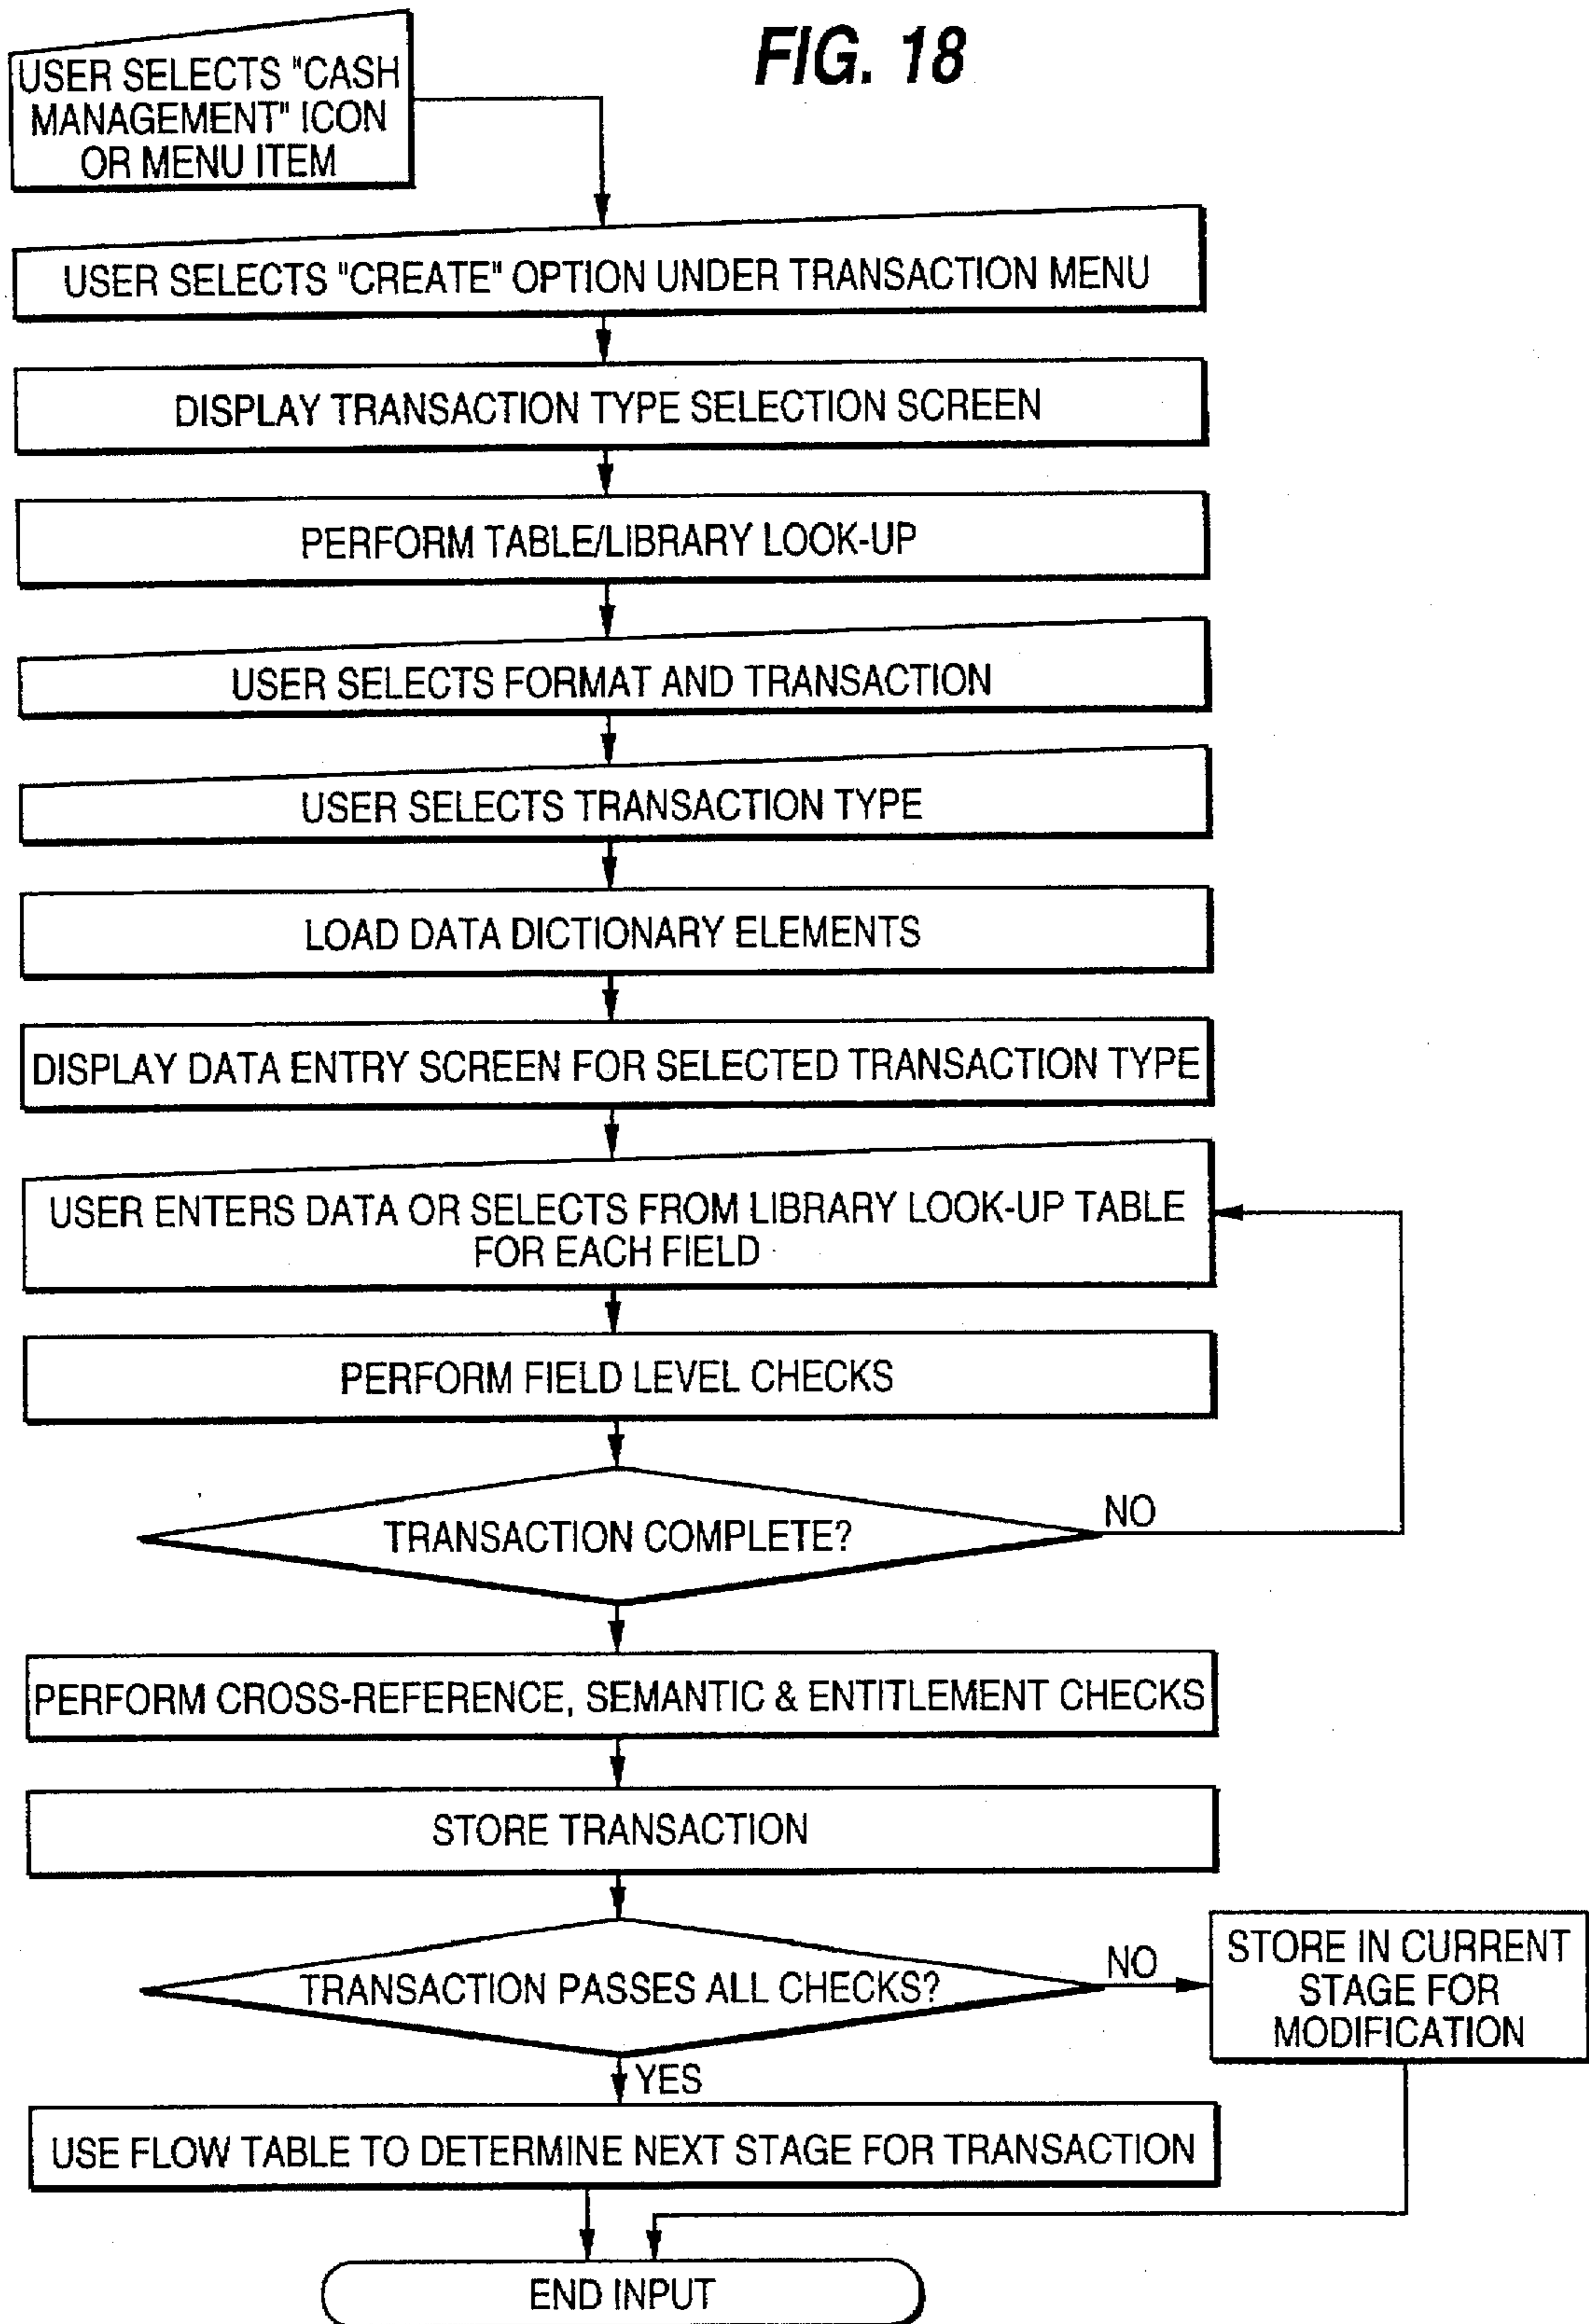 FIG. 18
USER SELECTS "CASH
MANAGEMENT" ICON
OR MENU ITEM
USER SELECTS "CREATE" OPTION UNDER TRANSACTION MENU
DISPLAY TRANSACTION TYPE SELECTION SCREEN
PERFORM TABLE/LIBRARY LOOK-UP
USER SELECTS FORMAT AND TRANSACTION
USER SELECTS TRANSACTION TYPE
LOAD DATA DICTIONARY ELEMENTS
DISPLAY DATA ENTRY SCREEN FOR SELECTED TRANSACTION TYPE
USER ENTERS DATA OR SELECTS FROM LIBRARY LOOK-UP TABLE
FOR EACH FIELD
PERFORM FIELD LEVEL CHECKS
TRANSACTION COMPLETE?
NO
PERFORM CROSS-REFERENCE, SEMANTIC & ENTITLEMENT CHECKS
STORE TRANSACTION
TRANSACTION PASSES ALL CHECKS?
NO
STORE IN CURRENT
STAGE FOR
MODIFICATION
YES
USE FLOW TABLE TO DETERMINE NEXT STAGE FOR TRANSACTION
END INPUT